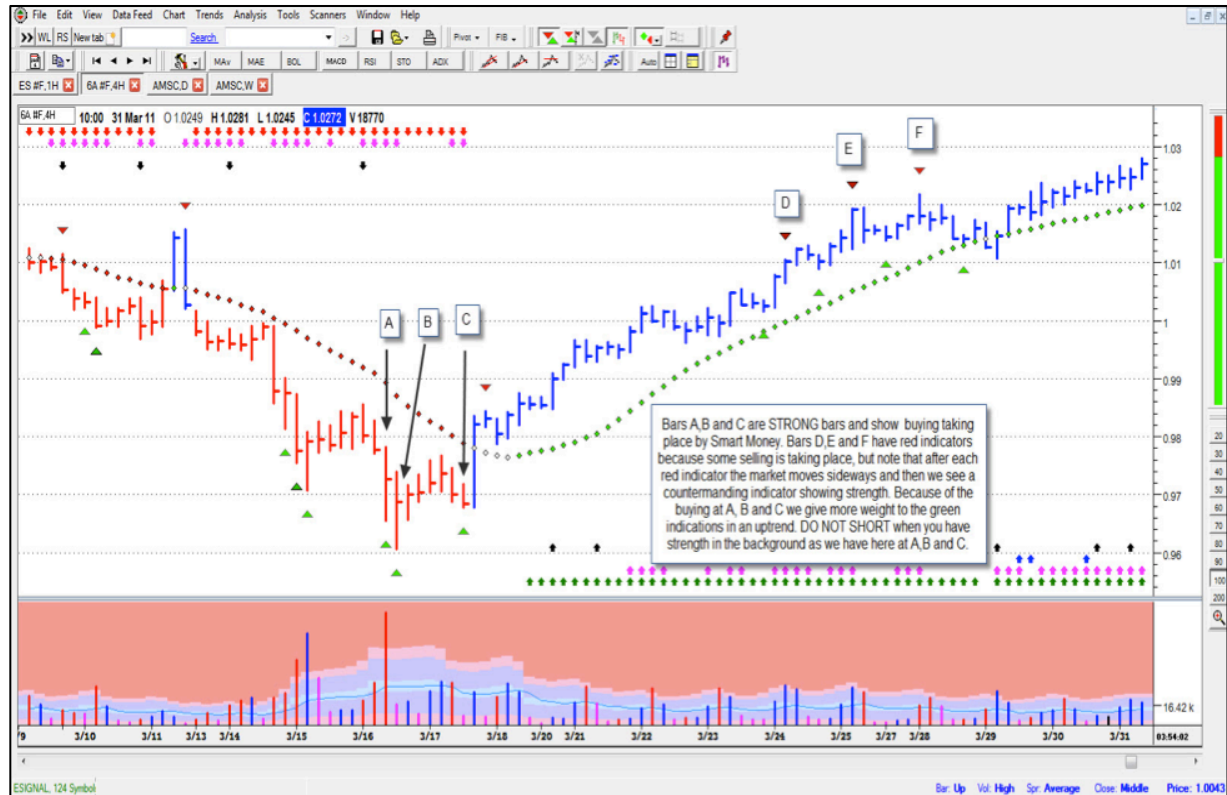 File Edit View Data Feed Chart Trends Analysis Tools Scanners Window Help
WL RS New tab Search Pivot FIB
MAv MAE BOL MACD RSI STO ADX Auto
ES #F,1H 6A #F,4H AMSC,D AMSC,W
6A #F,4H 10:00 31 Mar 11 O 1.0249 H 1.0281 L 1.0245 C 1.0272 V 18770
F
E
1.03
D
1.02
1.01
A B C
1
0.99
Bars A,B and C are STRONG bars and show buying taking
place by Smart Money. Bars D,E and F have red indicators
because some selling is taking place, but note that after each
red indicator the market moves sideways and then we see a
countermanding indicator showing strength. Because of the
buying at A, B and C we give more weight to the green
indications in an uptrend. DO NOT SHORT when you have
strength in the background as we have here at A,B and C.
0.98
0.97
0.96
20
30
40
50
60
70
80
90
100
200
16.42 k
/9 3/10 3/11 3/13 3/14 3/15 3/16 3/17 3/18 3/20 3/21 3/22 3/23 3/24 3/25 3/27 3/28 3/29 3/30 3/31 03:54:02
ESIGNAL, 124 Symbol Bar: Up Vol: High Spr: Average Close: Middle Price: 1.0043